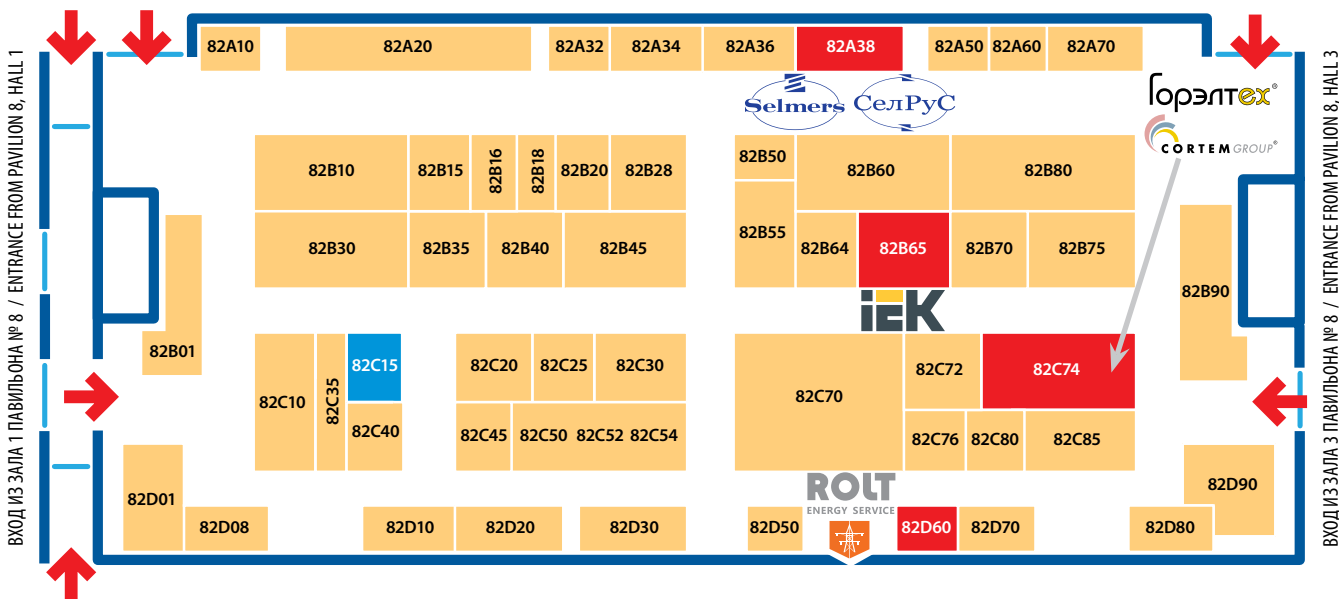 82A10
82A20
82A32
82A34
82A36
82A38
82A50
82A60
82A70
ВХОД ИЗ ЗАЛА 1 ПАВИЛЬОНА № 8 / ENTRANCE FROM PAVILION 8, HALL 1
ВХОД ИЗ ЗАЛА 3 ПАВИЛЬОНА № 8 / ENTRANCE FROM PAVILION 8, HALL 3
Selmers
СелРуС
Горэлтех®
CORTEM GROUP®
82B10
82B15
82B16
82B18
82B20
82B28
82B50
82B60
82B80
82B30
82B35
82B40
82B45
82B55
82B64
82B65
82B70
82B75
82B90
82B01
iEK
82C10
82C35
82C15
82C20
82C25
82C30
82C70
82C72
82C74
82C40
82C45
82C50
82C52
82C54
82C76
82C80
82C85
ROLT
ENERGY SERVICE
82D01
82D08
82D10
82D20
82D30
82D50
82D60
82D70
82D80
82D90